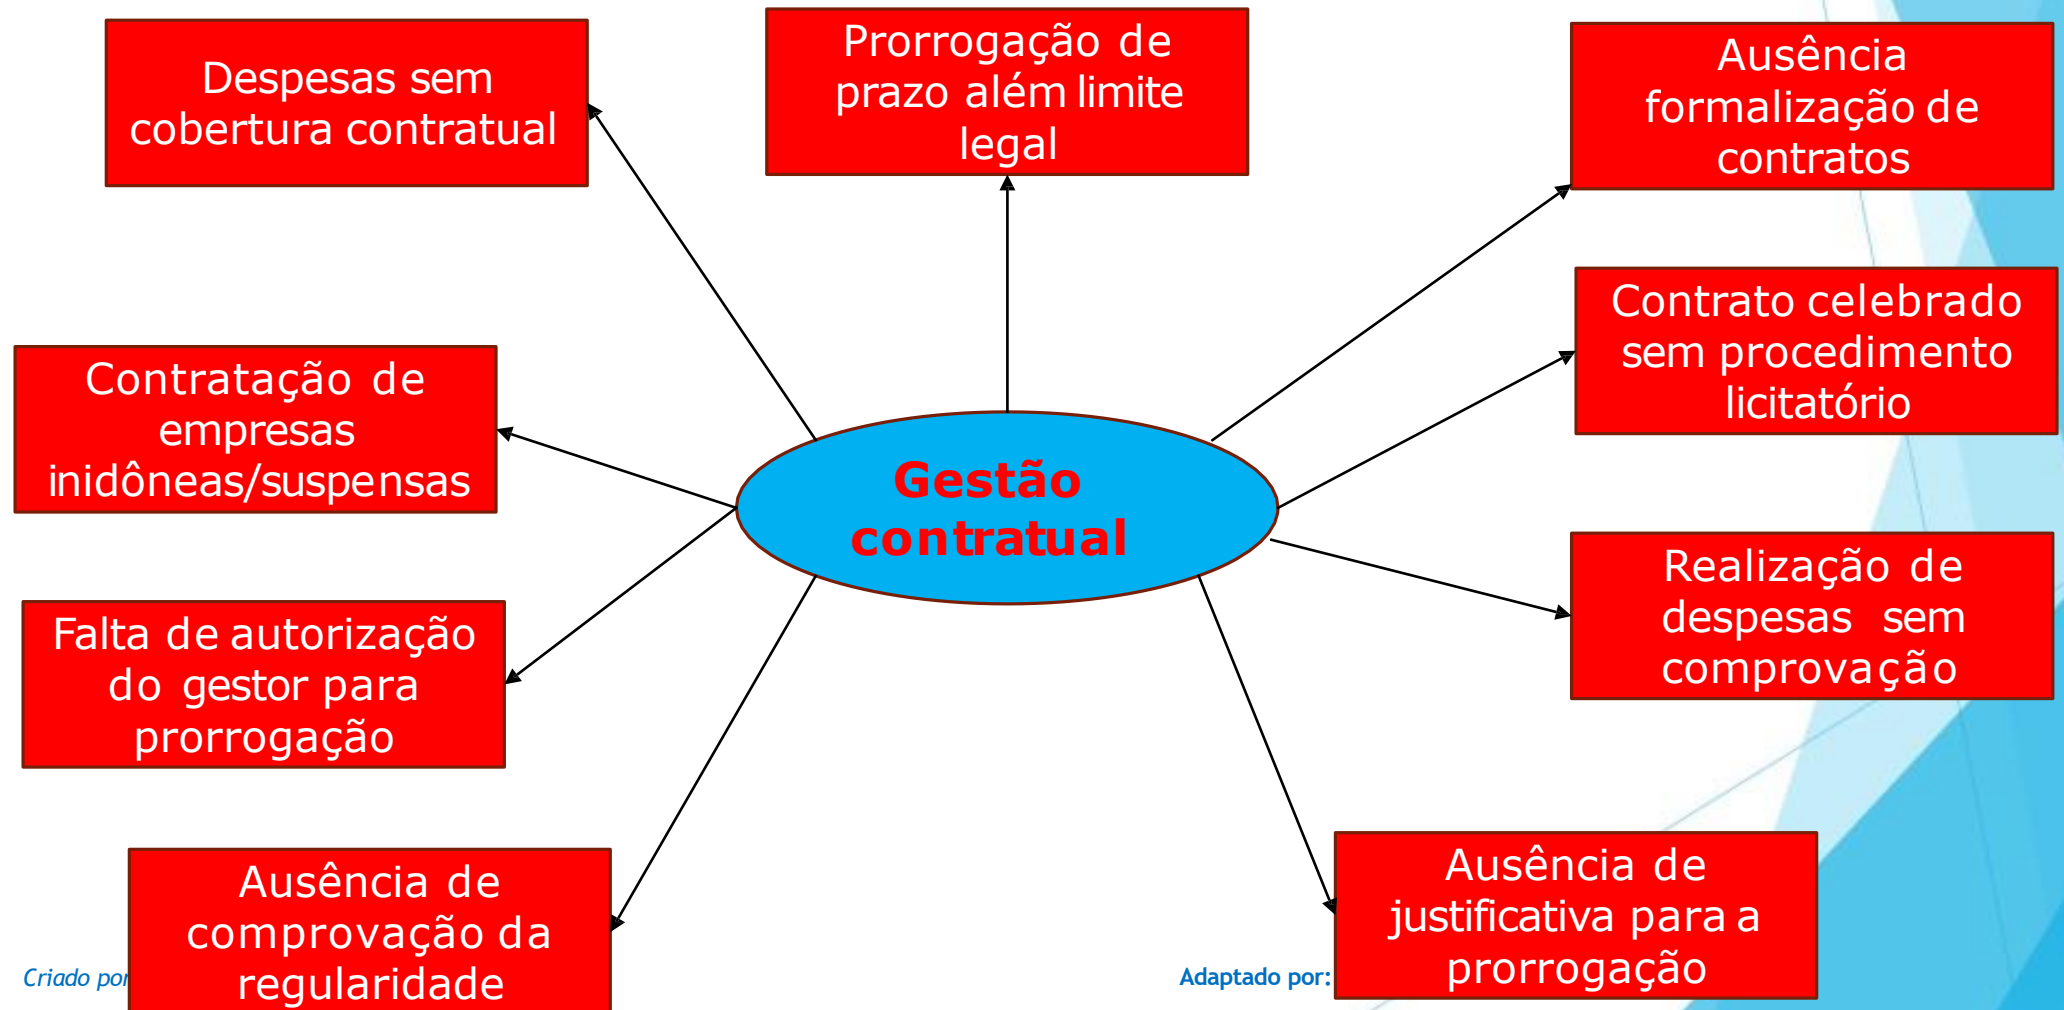 Despesas sem
cobertura contratual
Prorrogação de
prazo além limite
legal
Ausência
formalização de
contratos
Contratação de
empresas
inidôneas/suspensas
Contrato celebrado
sem procedimento
licitatório
Gestão
contratual
Falta de autorização
do gestor para
prorrogação
Realização de
despesas sem
comprovação
Ausência de
comprovação da
regularidade
Ausência de
justificativa para a
prorrogação
Criado por
Adaptado por: